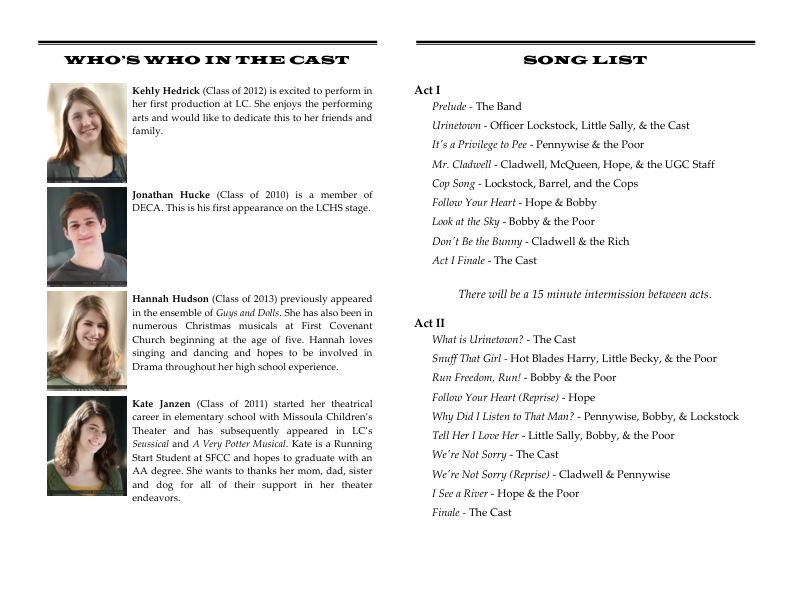 WHO'S WHO IN THE CAST
Kehly Hedrick (Class of 2012) is excited to perform in
her first production at LC. She enjoys the performing
arts and would like to dedicate this to her friends and
family.
Jonathan Hucke (Class of 2010) is a member of
DECA. This is his first appearance on the LCHS stage.
Hannah Hudson (Class of 2013) previously appeared
in the ensemble of Guys and Dolls. She has also been in
numerous Christmas musicals at First Covenant
Church beginning at the age of five. Hannah loves
singing and dancing and hopes to be involved in
Drama throughout her high school experience.
Kate Janzen (Class of 2011) started her theatrical
career in elementary school with Missoula Children's
Theater and has subsequently appeared in LC's
Seussical and A Very Potter Musical. Kate is a Running
Start Student at SFCC and hopes to graduate with an
AA degree. She wants to thanks her mom, dad, sister
and dog for all of their support in her theater
endeavors.
SONG LIST
Act I
Prelude - The Band
Urinetown - Officer Lockstock, Little Sally, & the Cast
It's a Privilege to Pee - Pennywise & the Poor
Mr. Cladwell - Cladwell, McQueen, Hope, & the UGC Staff
Cop Song - Lockstock, Barrel, and the Cops
Follow Your Heart - Hope & Bobby
Look at the Sky - Bobby & the Poor
Don't Be the Bunny - Cladwell & the Rich
Act I Finale - The Cast
There will be a 15 minute intermission between acts.
Act II
What is Urinetown? - The Cast
Snuff That Girl - Hot Blades Harry, Little Becky, & the Poor
Run Freedom, Run! - Bobby & the Poor
Follow Your Heart (Reprise) - Hope
Why Did I Listen to That Man? - Pennywise, Bobby, & Lockstock
Tell Her I Love Her - Little Sally, Bobby, & the Poor
We're Not Sorry - The Cast
We're Not Sorry (Reprise) - Cladwell & Pennywise
I See a River - Hope & the Poor
Finale - The Cast